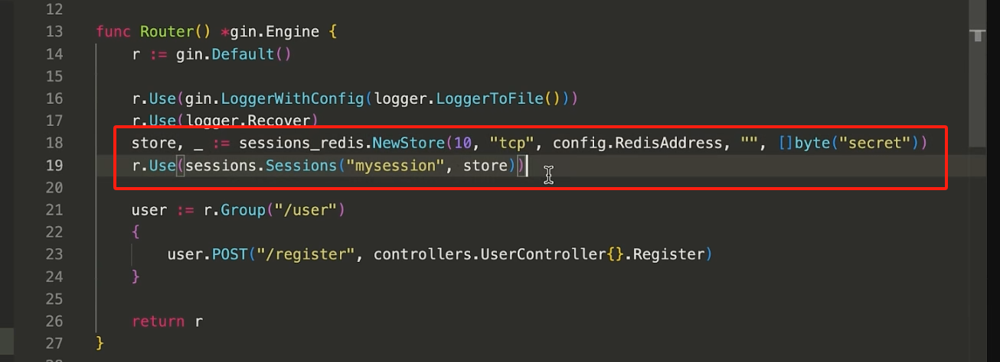 12
13 func Router() *gin.Engine {
14 r := gin.Default()
15
16 r.Use(gin.LoggerWithConfig(logger.LoggerToFile()))
17 r.Use(logger.Recover)
18 store, _ := sessions_redis.NewStore(10, "tcp", config.RedisAddress, "", []byte("secret"))
19 r.Use(sessions.Sessions("mysession", store))
20
21 user := r.Group("/user")
22 {
23 user.POST("/register", controllers.UserController{}.Register)
24 }
25
26 return r
27 }